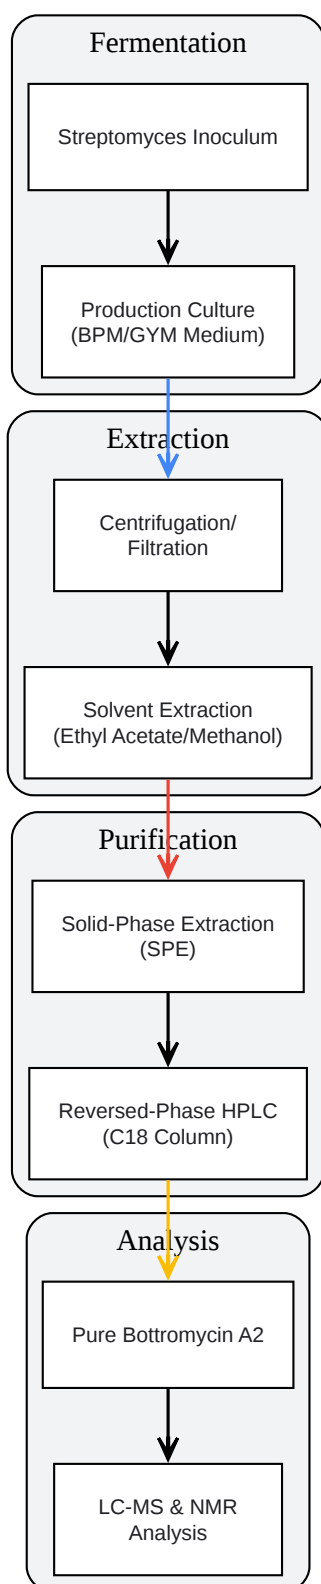 Fermentation
Streptomyces Inoculum
Production Culture
(BPM/GYM Medium)
Extraction
Centrifugation/
Filtration
Solvent Extraction
(Ethyl Acetate/Methanol)
Purification
Solid-Phase Extraction
(SPE)
Reversed-Phase HPLC
(C18 Column)
Analysis
Pure Bottromycin A2
LC-MS & NMR
Analysis